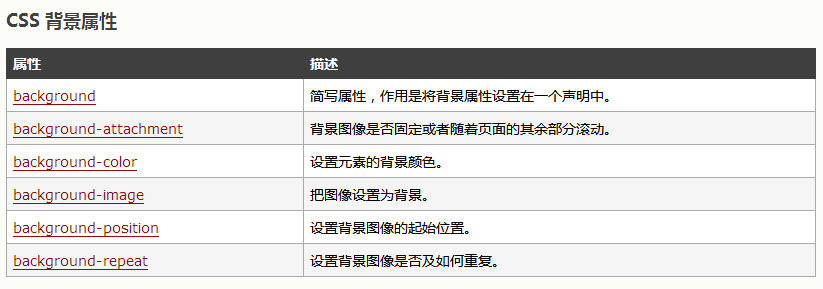 CSS 背景属性
属性 描述
background 简写属性，作用是将背景属性设置在一个声明中。
background-attachment 背景图像是否固定或者随着页面的其余部分滚动。
background-color 设置元素的背景颜色。
background-image 把图像设置为背景。
background-position 设置背景图像的起始位置。
background-repeat 设置背景图像是否及如何重复。